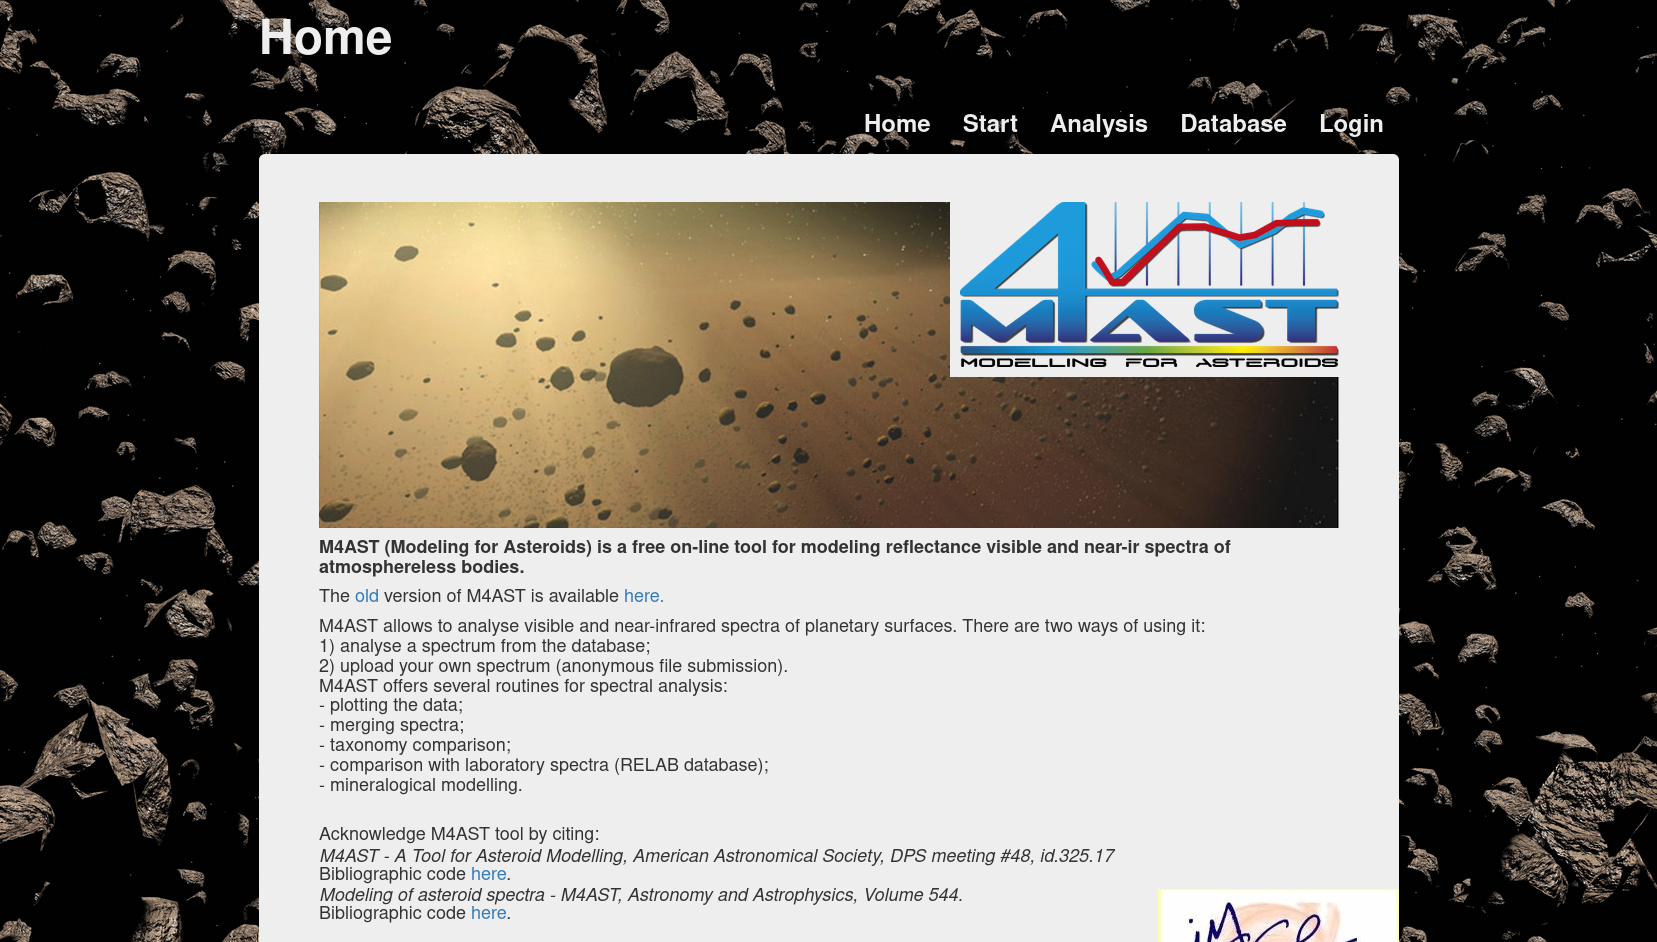 Home
Home Start Analysis Database Login
4
M4AST
MODELLING FOR ASTEROIDS
M4AST (Modeling for Asteroids) is a free on-line tool for modeling reflectance visible and near-ir spectra of
atmosphereless bodies.
The old version of M4AST is available here.
M4AST allows to analyse visible and near-infrared spectra of planetary surfaces. There are two ways of using it:
1) analyse a spectrum from the database;
2) upload your own spectrum (anonymous file submission).
M4AST offers several routines for spectral analysis:
- plotting the data;
- merging spectra;
- taxonomy comparison;
- comparison with laboratory spectra (RELAB database);
- mineralogical modelling.
Acknowledge M4AST tool by citing:
M4AST - A Tool for Asteroid Modelling, American Astronomical Society, DPS meeting #48, id.325.17
Bibliographic code here.
Modeling of asteroid spectra - M4AST, Astronomy and Astrophysics, Volume 544.
Bibliographic code here.